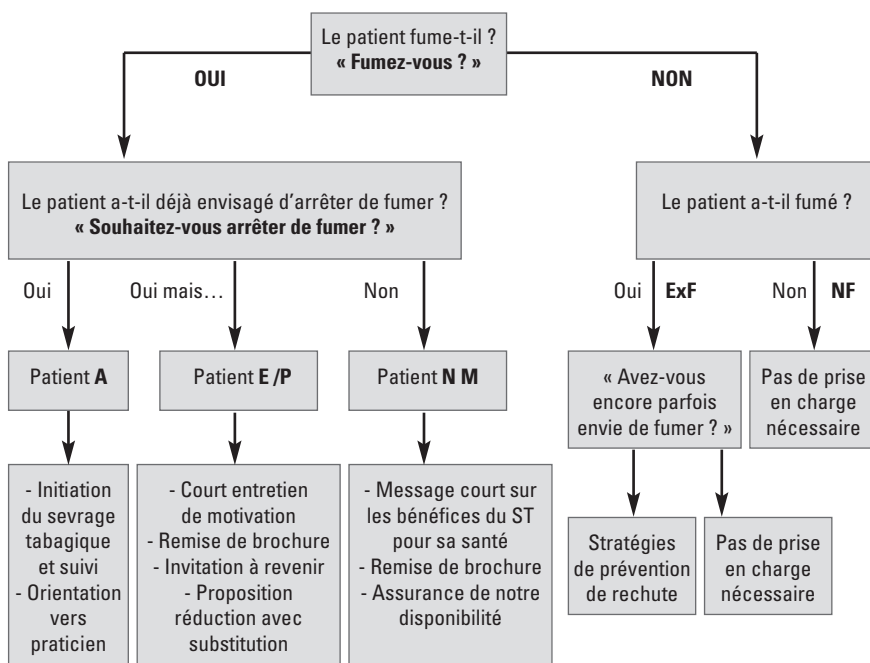 Le patient fume-t-il ?
« Fumez-vous ? »
OUI
NON
Le patient a-t-il déjà envisagé d'arrêter de fumer ?
« Souhaitez-vous arrêter de fumer ? »
Le patient a-t-il fumé ?
Oui
Oui mais…
Non
Oui ExF
Non NF
Patient A
Patient E /P
Patient N M
« Avez-vous
encore parfois
envie de fumer ? »
Pas de prise
en charge
nécessaire
- Initiation
du sevrage
tabagique
et suivi
- Orientation
vers
praticien
- Court entretien
de motivation
- Remise de brochure
- Invitation à revenir
- Proposition
réduction avec
substitution
- Message court sur
les bénéfices du ST
pour sa santé
- Remise de brochure
- Assurance de notre
disponibilité
Stratégies
de prévention
de rechute
Pas de prise
en charge
nécessaire